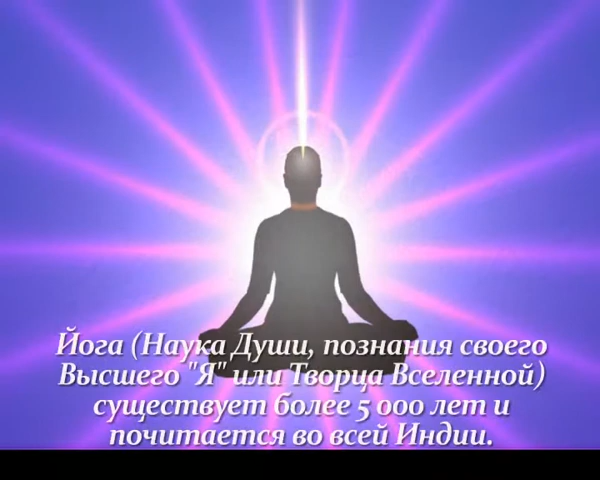 Йога (Наука Души, познания своего
Высшего "Я" или Творца Вселенной)
существует более 5 000 лет и
почитается во всей Индии.